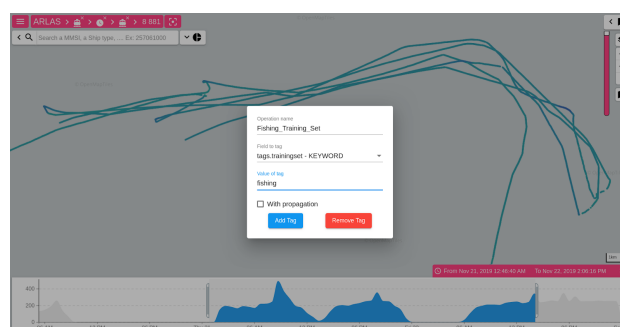 ARLAS > > > > 8 881
Search a MMSI, a Ship type, .... Ex: 257061000
Operation name
Fishing_Training_Set
Field to tag
tags.trainingset - KEYWORD
Value of tag
fishing
With propagation
Add Tag
Remove Tag
From Nov 21, 2019 12:46:40 AM To Nov 22, 2019 2:06:16 PM
400
200
0